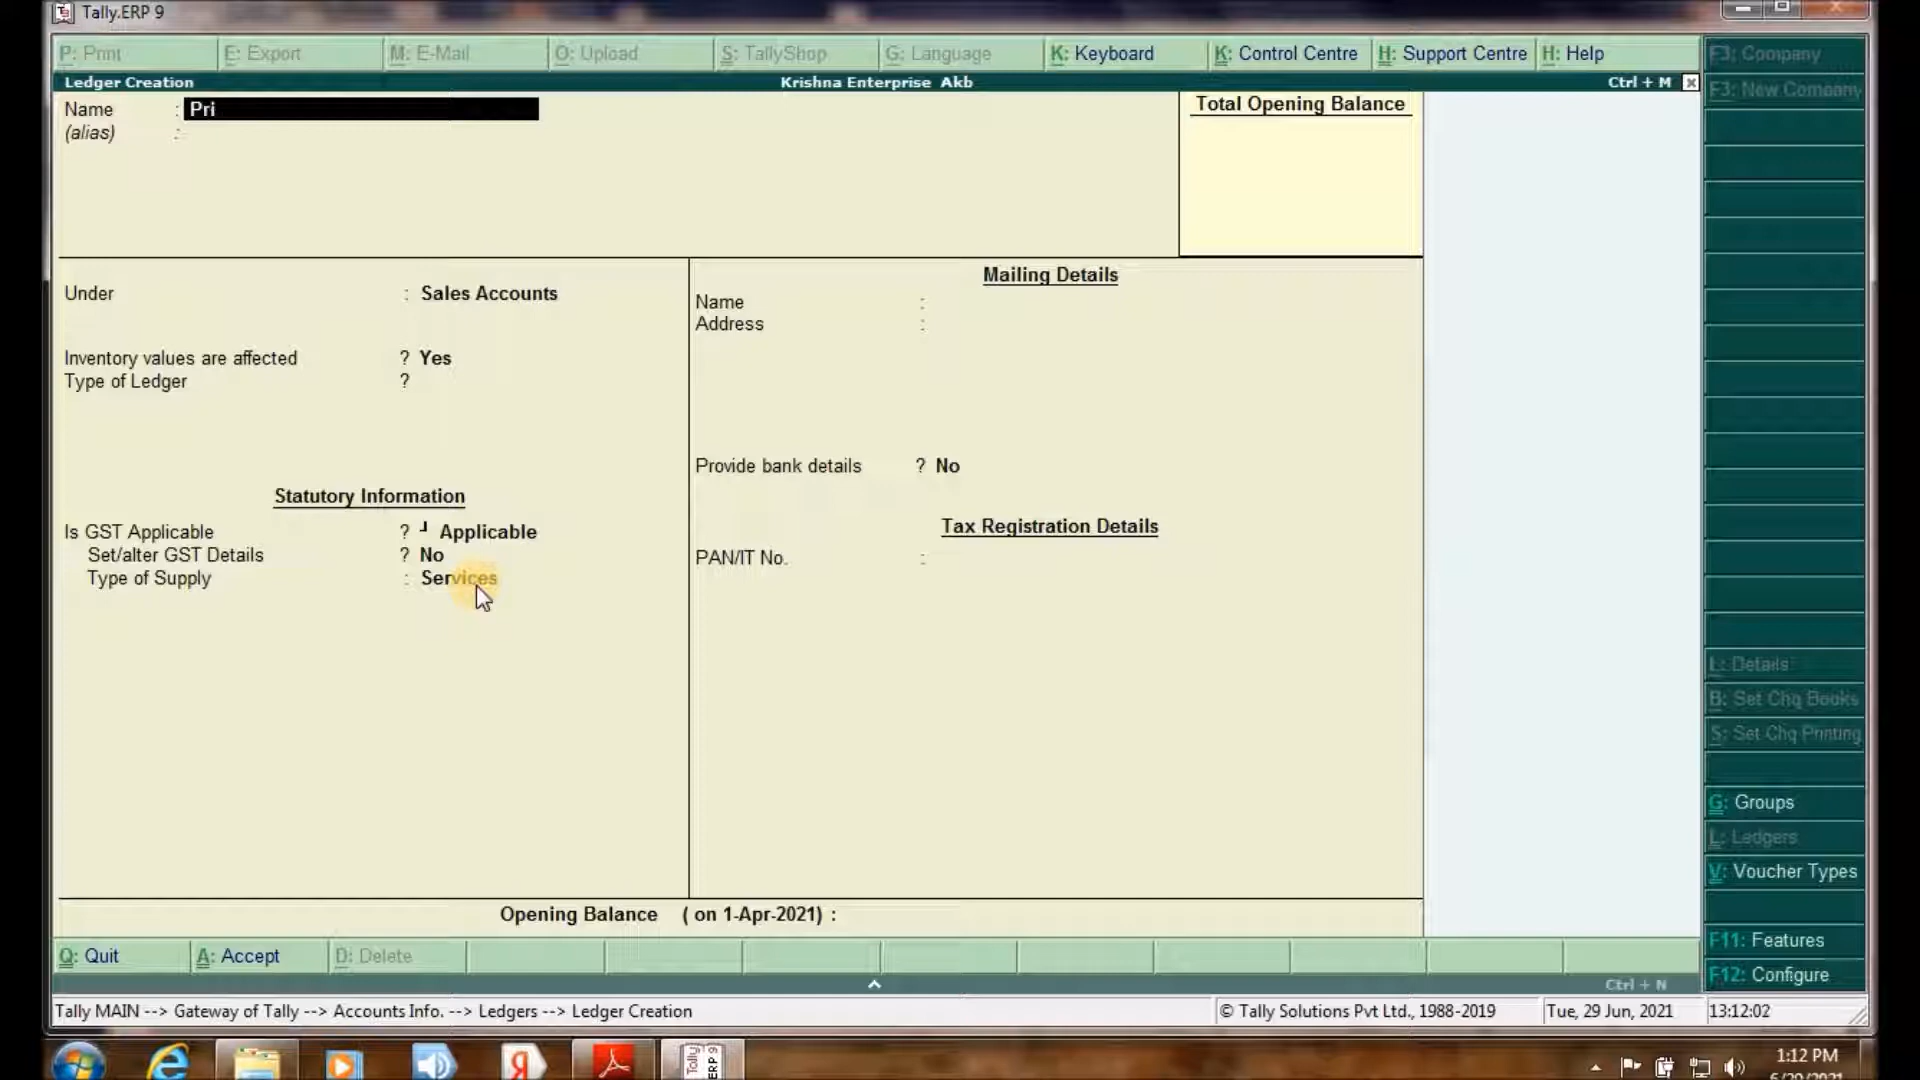 Tally.ERP 9
P: Print
E: Export
M: E-Mail
O: Upload
S: TallyShop
G: Language
K: Keyboard
K: Control Centre
H: Support Centre
H: Help
F3: Company
Ledger Creation
Krishna Enterprise Akb
Ctrl + M
F3: New Company
Name : Pri
(alias) :
Total Opening Balance
Under : Sales Accounts
Inventory values are affected ? Yes
Type of Ledger ?
Statutory Information
Is GST Applicable ? ┘ Applicable
Set/alter GST Details ? No
Type of Supply : Services
Mailing Details
Name :
Address :
Provide bank details ? No
Tax Registration Details
PAN/IT No. :
L: Details
B: Set Chq Books
S: Set Chq Printing
G: Groups
L: Ledgers
V: Voucher Types
F11: Features
F12: Configure
Opening Balance ( on 1-Apr-2021) :
Q: Quit
A: Accept
D: Delete
Ctrl + N
Tally MAIN --> Gateway of Tally --> Accounts Info. --> Ledgers --> Ledger Creation
© Tally Solutions Pvt Ltd., 1988-2019
Tue, 29 Jun, 2021
13:12:02
Tally
ERP 9
1:12 PM
6/29/2021